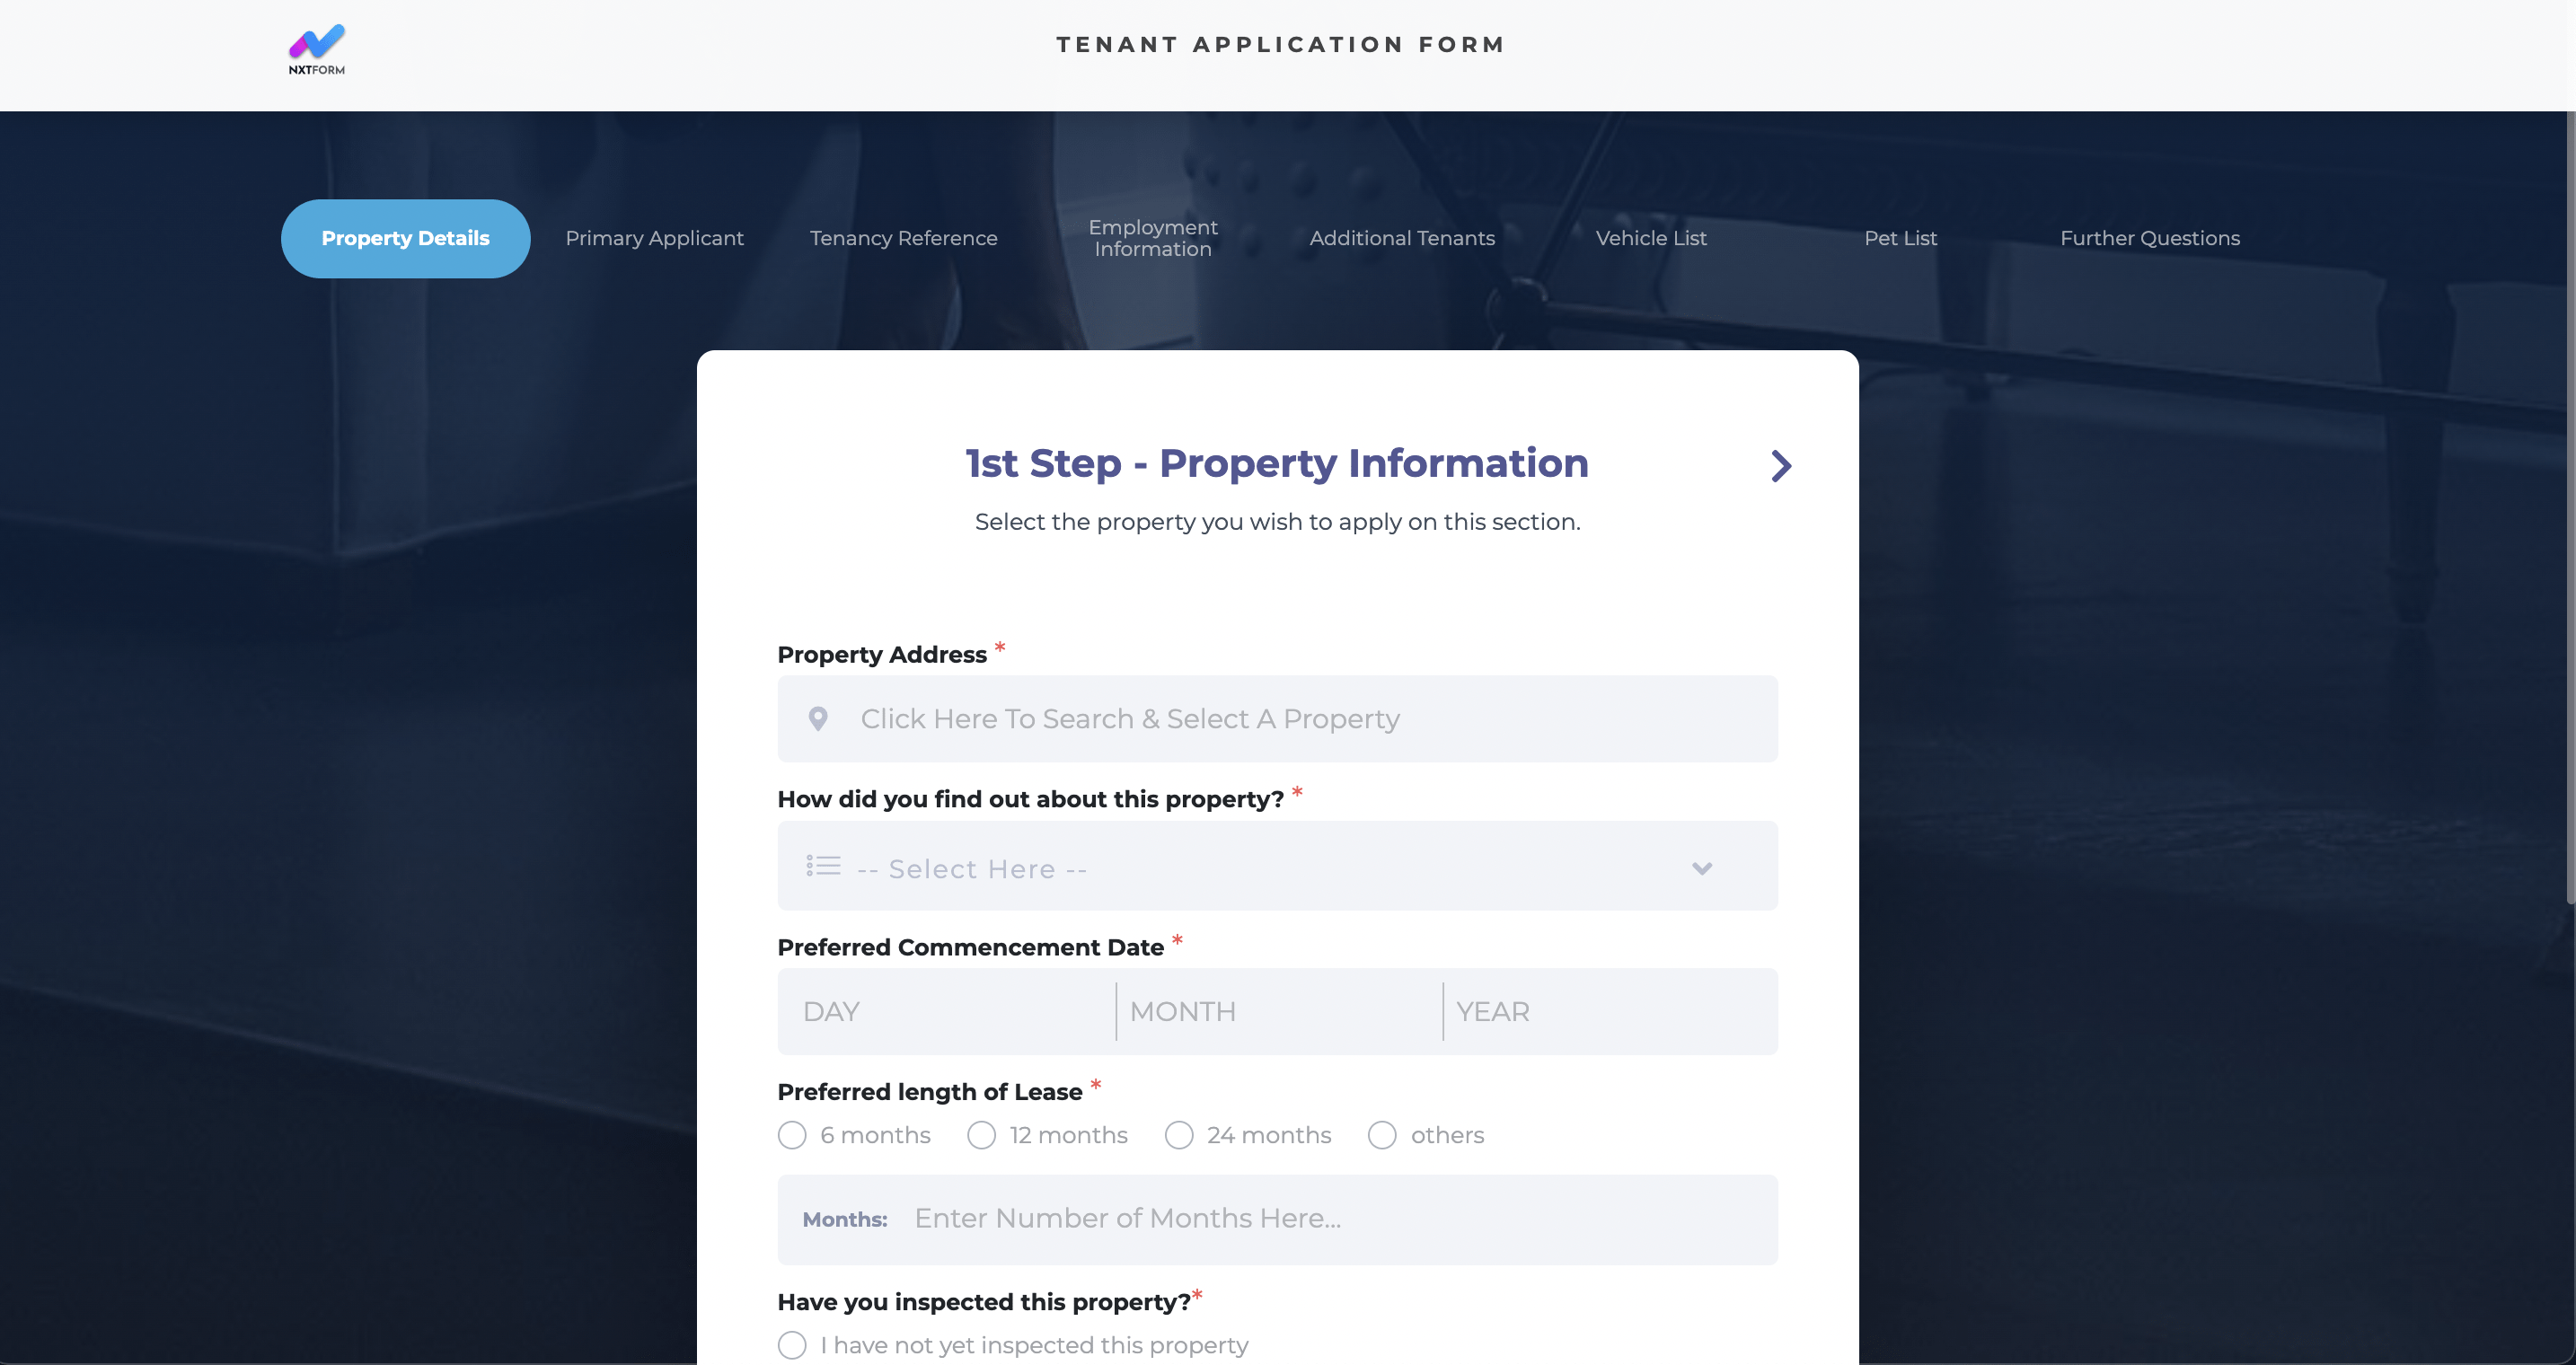 NXTFORM
TENANT APPLICATION FORM
Property Details
Primary Applicant
Tenancy Reference
Employment
Information
Additional Tenants
Vehicle List
Pet List
Further Questions
1st Step - Property Information
Select the property you wish to apply on this section.
Property Address *
Click Here To Search & Select A Property
How did you find out about this property? *
-- Select Here --
Preferred Commencement Date *
DAY
MONTH
YEAR
Preferred length of Lease *
6 months
12 months
24 months
others
Months: Enter Number of Months Here...
Have you inspected this property?*
I have not yet inspected this property